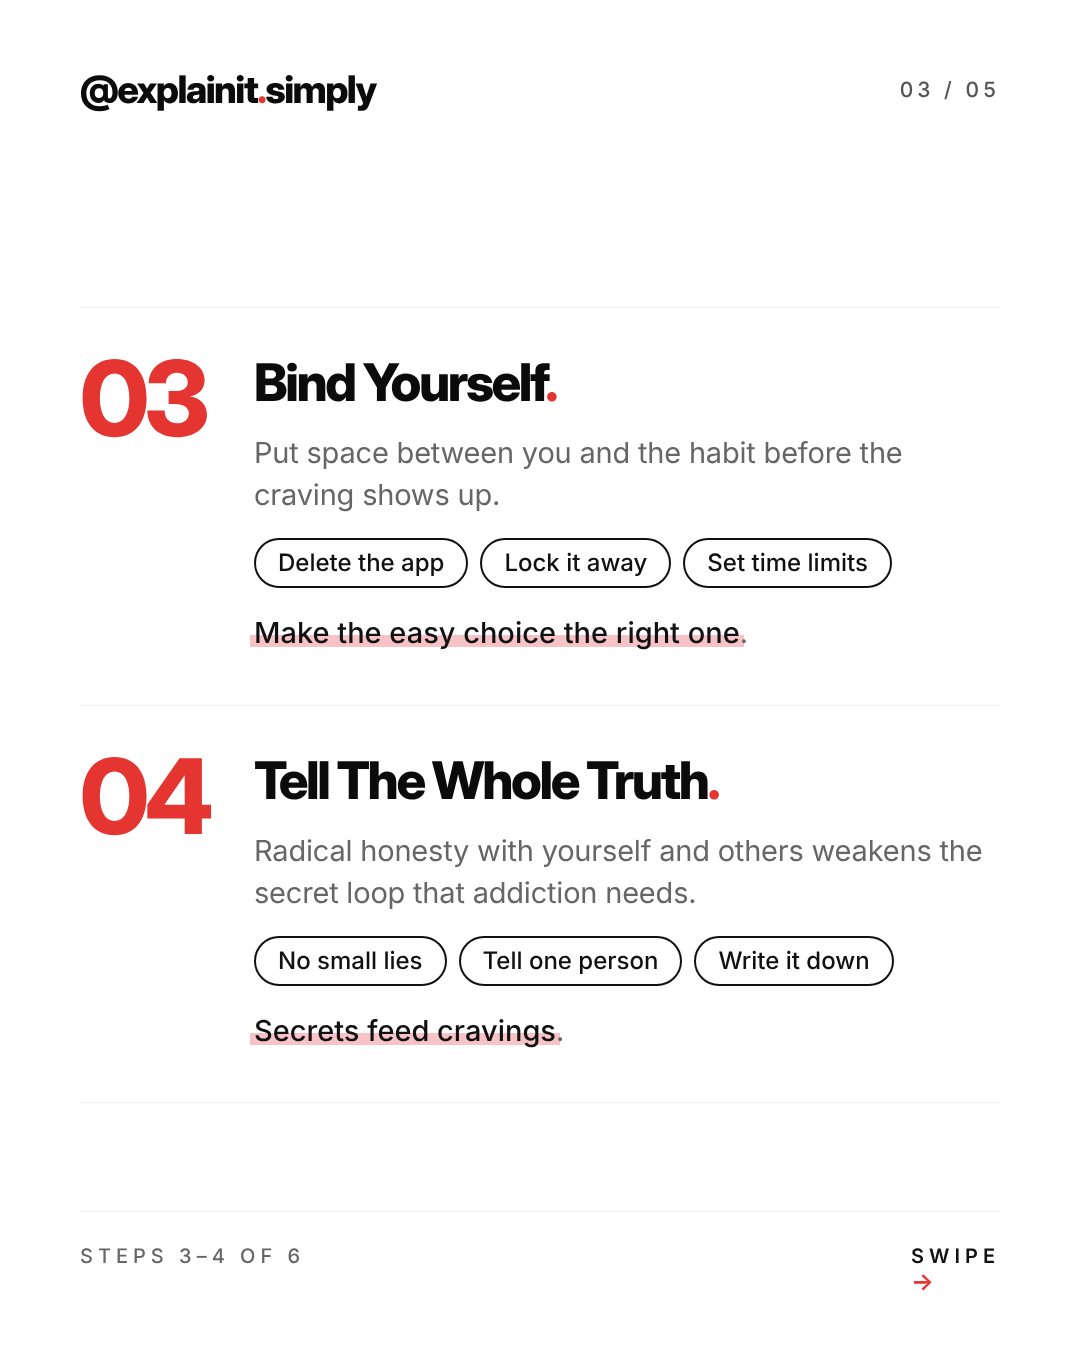 @explainit.simply
03 / 05
03
Bind Yourself.
Put space between you and the habit before the
craving shows up.
Delete the app
Lock it away
Set time limits
Make the easy choice the right one.
04
Tell The Whole Truth.
Radical honesty with yourself and others weakens the
secret loop that addiction needs.
No small lies
Tell one person
Write it down
Secrets feed cravings.
STEPS 3–4 OF 6
SWIPE
→